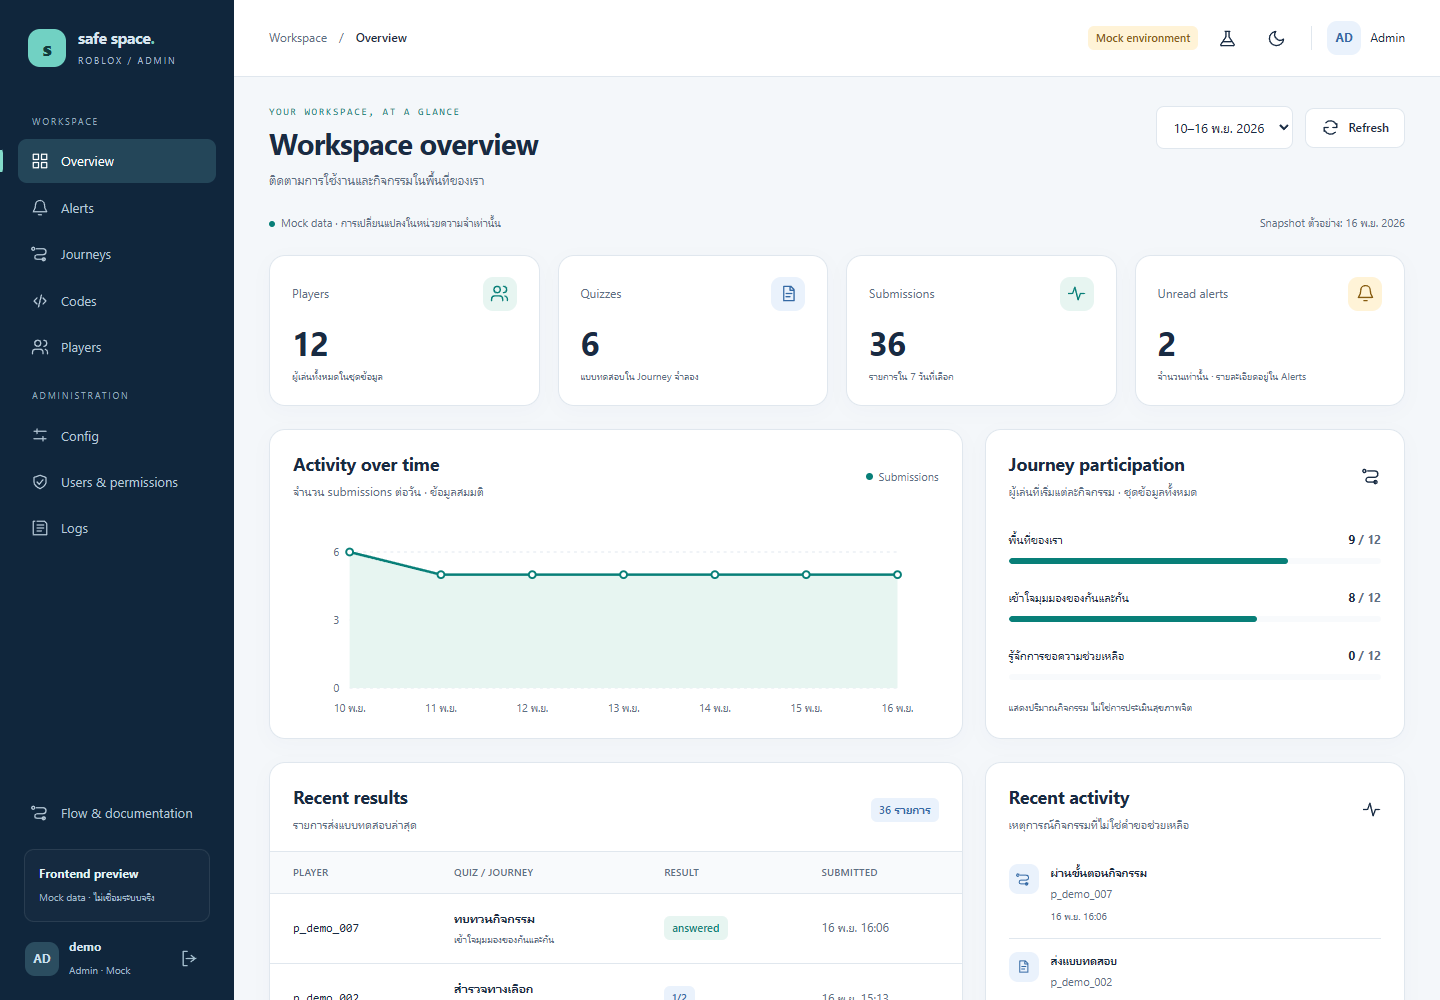 s
safe space.
ROBLOX / ADMIN
WORKSPACE
Overview
Alerts
Journeys
Codes
Players
ADMINISTRATION
Config
Users & permissions
Logs
Flow & documentation
Frontend preview
Mock data · ไม่เชื่อมระบบจริง
AD
demo
Admin · Mock
Workspace / Overview
Mock environment
AD
Admin
YOUR WORKSPACE, AT A GLANCE
Workspace overview
ติดตามการใช้งานและกิจกรรมในพื้นที่ของเรา
10–16 พ.ย. 2026
Refresh
Mock data · การเปลี่ยนแปลงในหน่วยความจำเท่านั้น
Snapshot ตัวอย่าง: 16 พ.ย. 2026
Players
12
ผู้เล่นทั้งหมดในชุดข้อมูล
Quizzes
6
แบบทดสอบใน Journey จำลอง
Submissions
36
รายการใน 7 วันที่เลือก
Unread alerts
2
จำนวนเท่านั้น · รายละเอียดอยู่ใน Alerts
Activity over time
จำนวน submissions ต่อวัน · ข้อมูลสมมติ
Submissions
6
3
0
10 พ.ย.
11 พ.ย.
12 พ.ย.
13 พ.ย.
14 พ.ย.
15 พ.ย.
16 พ.ย.
Journey participation
ผู้เล่นที่เริ่มแต่ละกิจกรรม · ชุดข้อมูลทั้งหมด
พื้นที่ของเรา
9 / 12
เข้าใจมุมมองของกันและกัน
8 / 12
รู้จักการขอความช่วยเหลือ
0 / 12
แสดงปริมาณกิจกรรม ไม่ใช่การประเมินสุขภาพจิต
Recent results
รายการส่งแบบทดสอบล่าสุด
36 รายการ
PLAYER
QUIZ / JOURNEY
RESULT
SUBMITTED
p_demo_007
ทบทวนกิจกรรม
เข้าใจมุมมองของกันและกัน
answered
16 พ.ย. 16:06
p_demo_002
สำรวจทางเลือก
1/2
16 พ.ย. 15:13
Recent activity
เหตุการณ์กิจกรรมที่ไม่ใช่คำขอช่วยเหลือ
ผ่านขั้นตอนกิจกรรม
p_demo_007
16 พ.ย. 16:06
ส่งแบบทดสอบ
p_demo_002